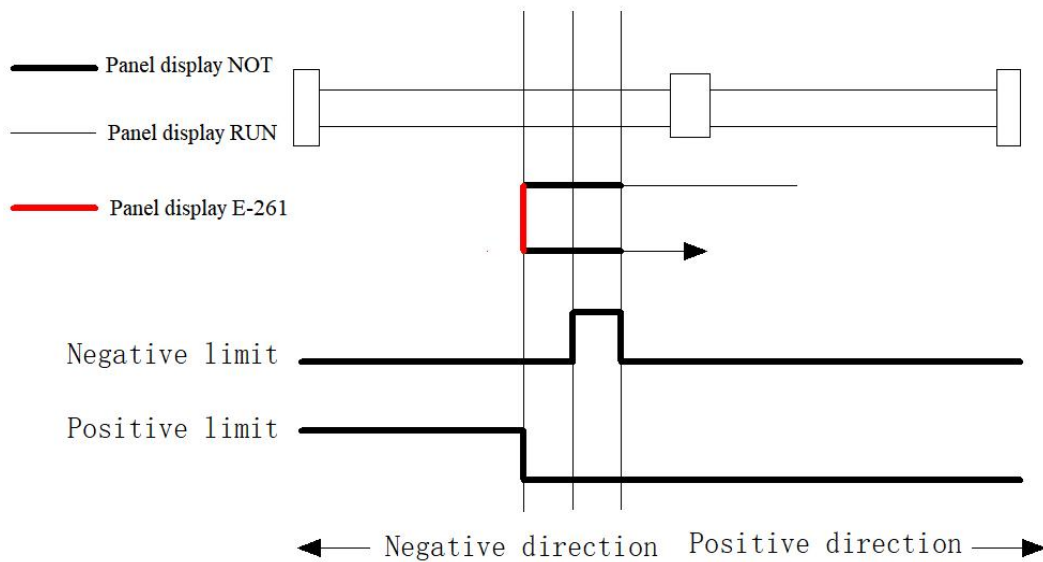 Panel display NOT
Panel display RUN
Panel display E-261
Negative limit
Positive limit
Negative direction
Positive direction